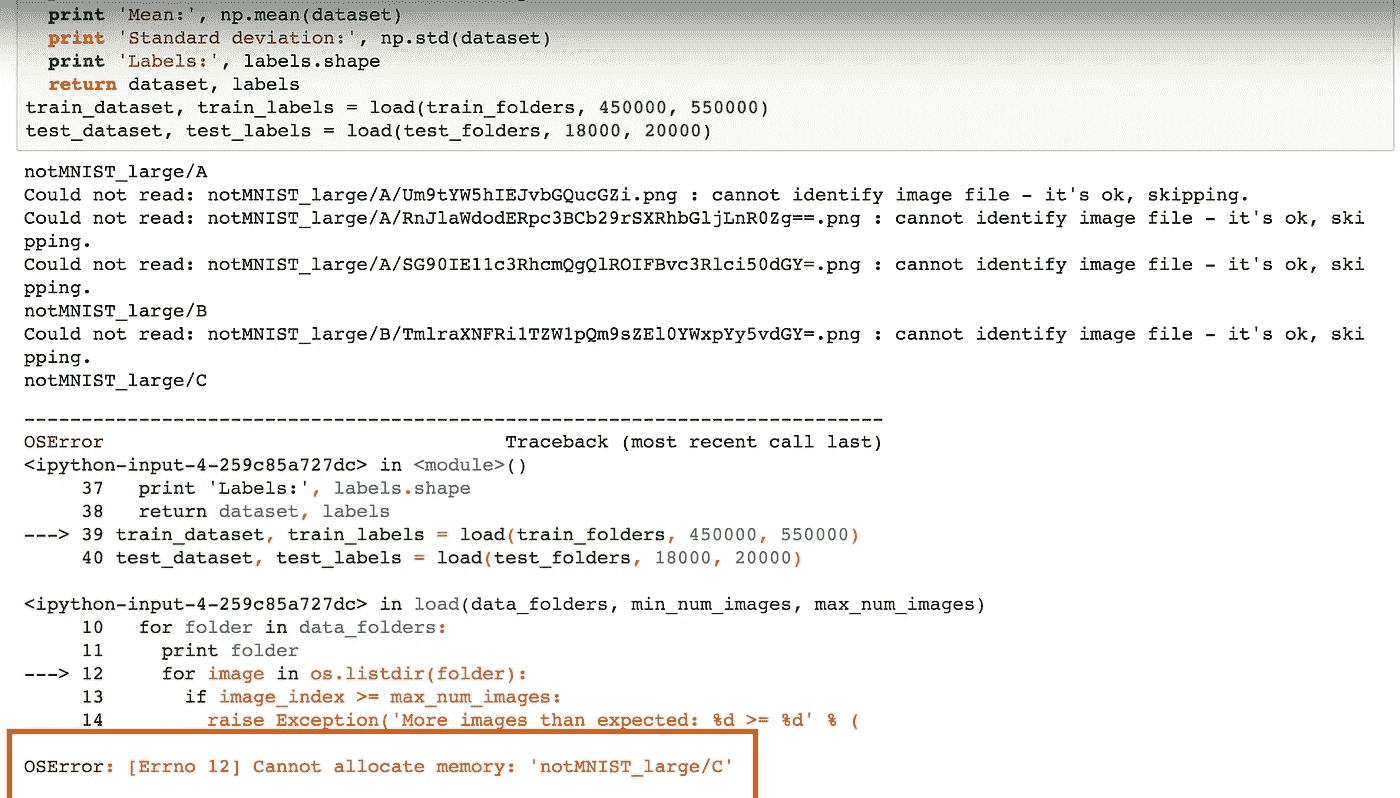 print 'Mean:', np.mean(dataset)
print 'Standard deviation:', np.std(dataset)
print 'Labels:', labels.shape
return dataset, labels
train_dataset, train_labels = load(train_folders, 450000, 550000)
test_dataset, test_labels = load(test_folders, 18000, 20000)
notMNIST_large/A
Could not read: notMNIST_large/A/Um9tYW5hIEJvbGQucGZi.png : cannot identify image file - it's ok, skipping.
Could not read: notMNIST_large/A/RnJlaWdodERpc3BCb29rSXRhbGljLnR0Zg==.png : cannot identify image file - it's ok, ski
pping.
Could not read: notMNIST_large/A/SG90IE11c3RhcmQgQlROIFBvc3Rlci50dGY=.png : cannot identify image file - it's ok, ski
pping.
notMNIST_large/B
Could not read: notMNIST_large/B/TmlraXNFRi1TZW1pQm9sZEl0YWxpYy5vdGY=.png : cannot identify image file - it's ok, ski
pping.
notMNIST_large/C
---------------------------------------------------------------------------
OSError Traceback (most recent call last)
<ipython-input-4-259c85a727dc> in <module>()
37 print 'Labels:', labels.shape
38 return dataset, labels
---> 39 train_dataset, train_labels = load(train_folders, 450000, 550000)
40 test_dataset, test_labels = load(test_folders, 18000, 20000)
<ipython-input-4-259c85a727dc> in load(data_folders, min_num_images, max_num_images)
10 for folder in data_folders:
11 print folder
---> 12 for image in os.listdir(folder):
13 if image_index >= max_num_images:
14 raise Exception('More images than expected: %d >= %d' % (
OSError: [Errno 12] Cannot allocate memory: 'notMNIST_large/C'